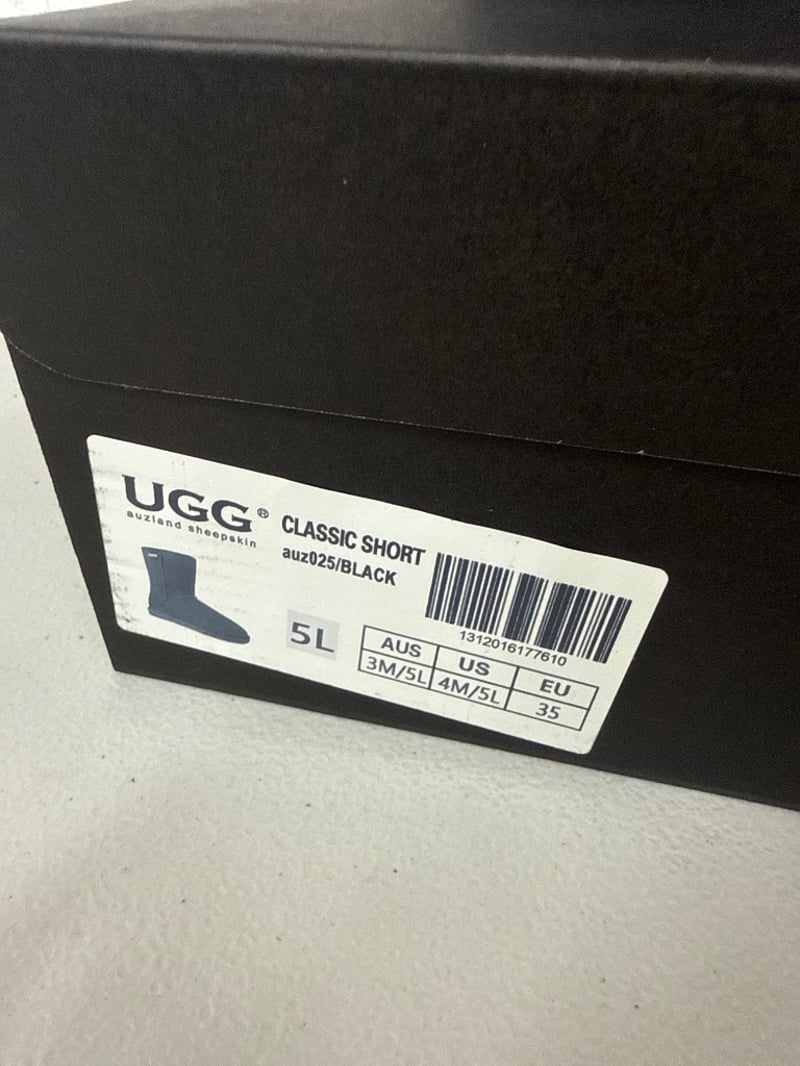 UGG®
auzland sheepskin
CLASSIC SHORT
auz025/BLACK
1312016177610
5L
AUS US EU
3M/5L 4M/5L 35